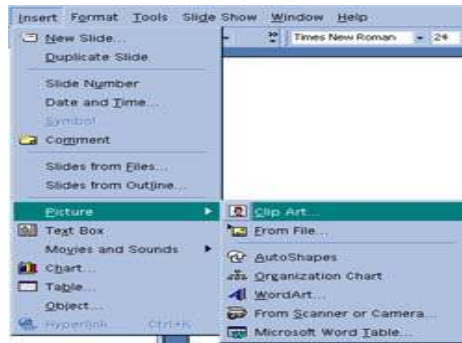 Insert Format Tools Slide Show Window Help
New Slide...
Times New Roman 24
Duplicate Slide
Slide Number
Date and Time...
Symbol
Comment
Slides from Files...
Slides from Outline...
Picture
Clip Art...
Text Box
From File...
Movies and Sounds
AutoShapes
Chart...
Organization Chart
Table...
WordArt...
Object...
From Scanner or Camera...
Hyperlink... Ctrl+K
Microsoft Word Table...